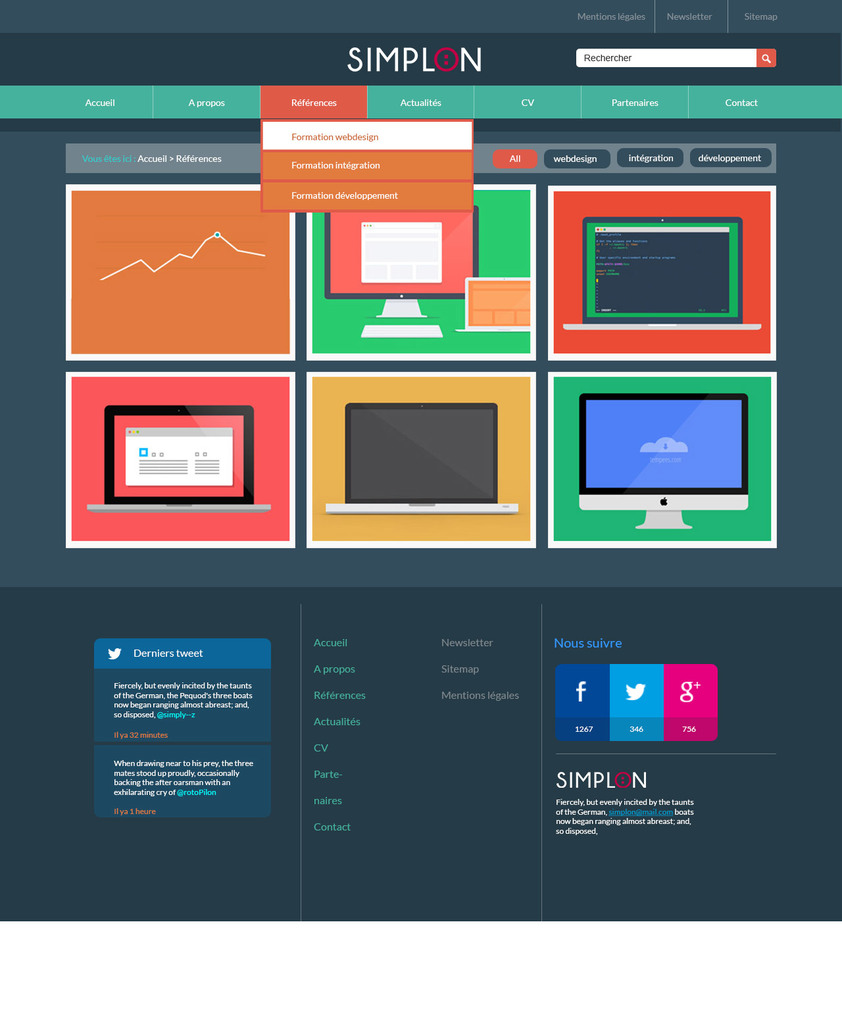 Mentions légales
Newsletter
Sitemap
SIMPLON
Rechercher
Accueil
A propos
Références
Actualités
CV
Partenaires
Contact
Formation webdesign
Formation intégration
Formation développement
Vous êtes ici : Accueil > Références
All
webdesign
intégration
développement
Derniers tweet
Fiercely, but evenly incited by the taunts
of the German, the Pequod's three boats
now began ranging almost abreast; and,
so disposed, @simply--z
Il ya 32 minutes
When drawing near to his prey, the three
mates stood up proudly, occasionally
backing the after oarsman with an
exhilarating cry of @rotoPilon
Il ya 1 heure
Accueil
A propos
Références
Actualités
CV
Parte-
naires
Contact
Newsletter
Sitemap
Mentions légales
Nous suivre
f
g+
1267
346
756
SIMPLON
Fiercely, but evenly incited by the taunts
of the German, simplon@mail.com boats
now began ranging almost abreast; and,
so disposed,